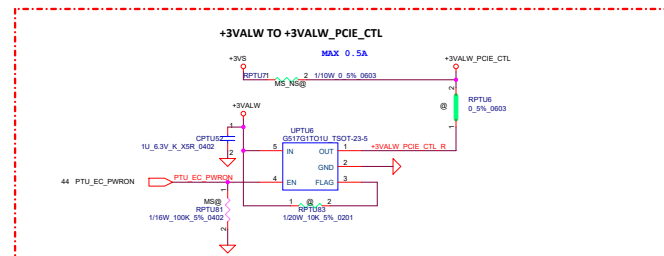 +3VALW TO +3VALW_PCIE_CTL
MAX 0.5A
+3VS
+3VALW_PCIE_CTL
RPTU71
2
1/10W_0_5%_0603
MS_NS@
2
RPTU6
@
0_5%_0603
1
+3VALW
1
CPTU52
1U_6.3V_K_X5R_0402
2
UPTU6
G517G1TO1U_TSOT-23-5
5
IN
OUT
1
+3VALW_PCIE_CTL_R
GND
2
44
PTU_EC_PWRON
PTU_EC_PWRON
4
EN
FLAG
3
1
MS@
RPTU81
1/16W_100K_5%_0402
2
1
@
2
RPTU83
1/20W_10K_5%_0201